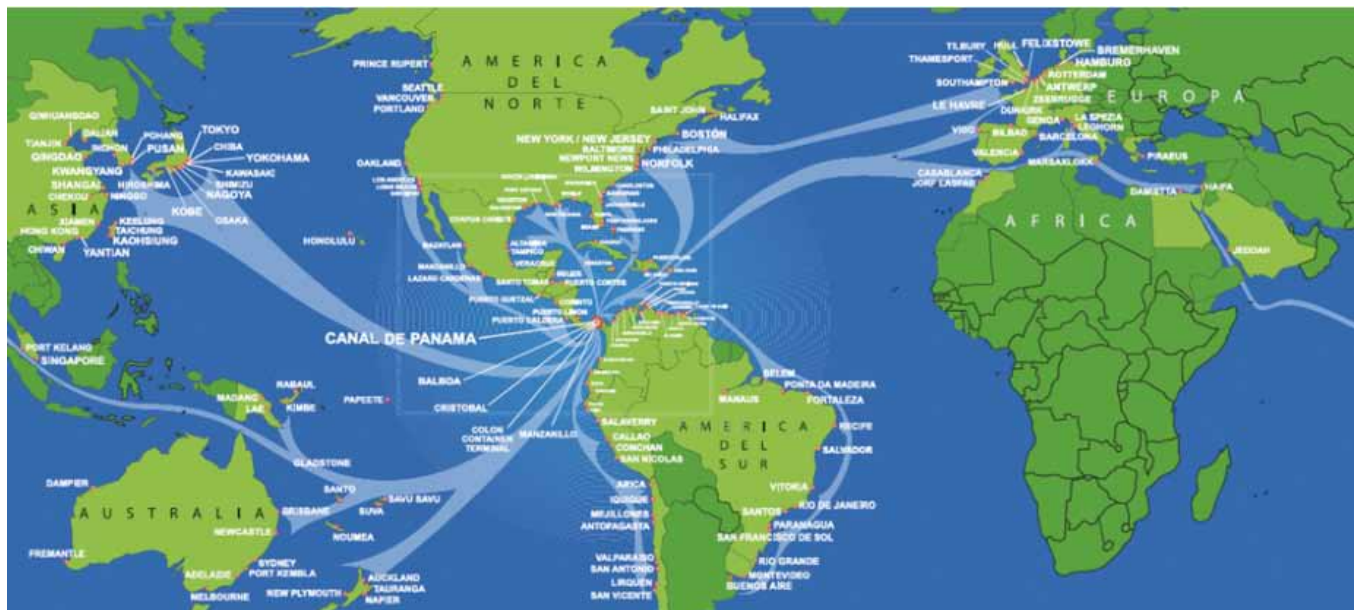 AMERICA
DEL
NORTE
PRINCE RUPERT
SEATTLE
VANCOUVER
PORTLAND
OAKLAND
LOS ANGELES
LONG BEACH
SAINT JOHN
HALIFAX
NEW YORK / NEW JERSEY
BOSTÓN
BALTIMORE
PHILADELPHIA
NEWPORT NEWS
NORFOLK
WILMINGTON
HONOLULU
MAZATLAN
MANZANILLO
LAZARO CARDENAS
ALTAMIRA
TAMPICO
VERACRUZ
SANTO TOMAS
PUERTO CORTES
PUERTO QUETZAL
CORINTO
PUERTO LIMON
PUERTO CALDERA
CANAL DE PANAMA
BALBOA
CRISTOBAL
COLON
CONTAINER
TERMINAL
MANZANILLO
TILBURY
HULL
FELIXSTOWE
THAMESPORT
BREMERHAVEN
HAMBURG
SOUTHAMPTON
ROTTERDAM
ANTWERP
ZEEBRUGGE
LE HAVRE
DUNKIRK
EUROPA
GENOA
LA SPEZIA
LEGHORN
VIGO
BILBAO
BARCELONA
VALENCIA
MARSAXLOKK
PIRAEUS
CASABLANCA
JORF LASFAR
DAMIETTA
HAIFA
AFRICA
JEDDAH
QINHUANGDAO
TIANJIN
DALIAN
INCHON
POHANG
PUSAN
TOKYO
CHIBA
YOKOHAMA
KAWASAKI
SHIMIZU
NAGOYA
QINGDAO
KWANGYANG
SHANGAI
HIROSHIMA
CHEKOU
NINGBO
KOBE
OSAKA
ASIA
XIAMEN
KEELUNG
TAICHUNG
KAOHSIUNG
HONG KONG
CHIWAN
YANTIAN
PORT KELANG
SINGAPORE
MADANG
LAE
RABAUL
KIMBE
PAPEETE
GLADSTONE
DAMPIER
AUSTRALIA
SANTO
SAVU SAVU
SUVA
BRISBANE
NOUMEA
NEWCASTLE
FREMANTLE
SYDNEY
PORT KEMBLA
ADELAIDE
MELBOURNE
AUCKLAND
TAURANGA
NAPIER
NEW PLYMOUTH
AMERICA
DEL
SUR
BELEM
PONTA DA MADEIRA
MANAUS
FORTALEZA
RECIFE
SALVADOR
SALAVERRY
CALLAO
CONCHAN
SAN NICOLAS
ARICA
IQUIQUE
MEJILLONES
ANTOFAGASTA
VITORIA
RIO DE JANEIRO
SANTOS
PARANAGUA
SAN FRANCISCO DE SOL
VALPARAISO
SAN ANTONIO
LIRQUEN
SAN VICENTE
RIO GRANDE
MONTEVIDEO
BUENOS AIRE